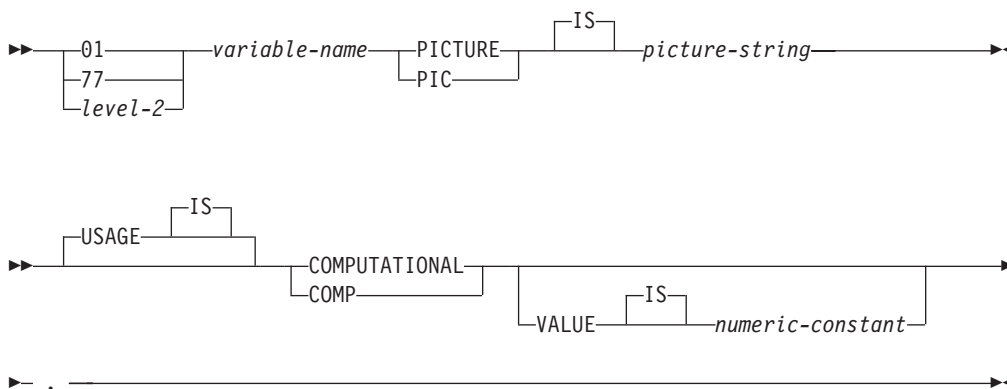 IS
01 variable-name PICTURE picture-string
77 PIC
level-2
IS
USAGE
COMPUTATIONAL
COMP IS
VALUE numeric-constant
.